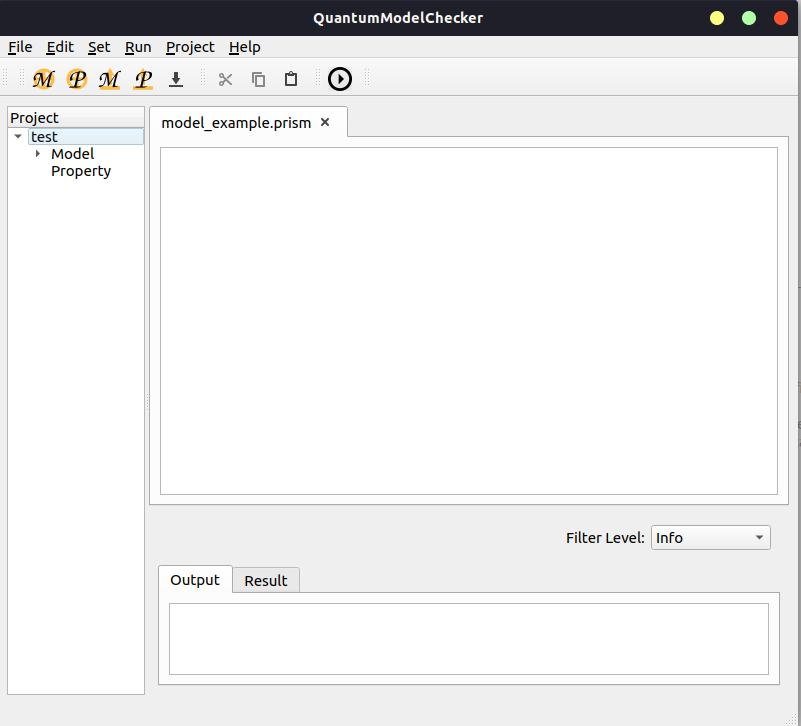 QuantumModelChecker
File Edit Set Run Project Help
M P M P
Project
test
Model
Property
model_example.prism
Filter Level: Info
Output Result